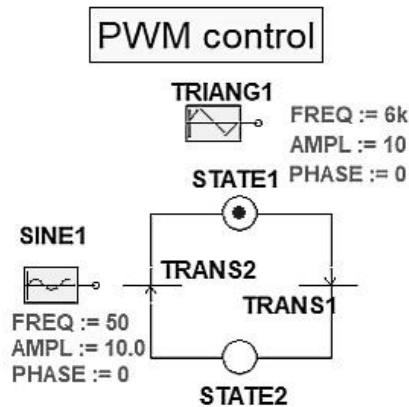 PWM control
TRIANG1
FREQ := 6k
AMPL := 10
PHASE := 0
STATE1
SINE1
TRANS2
TRANS1
FREQ := 50
AMPL := 10.0
PHASE := 0
STATE2